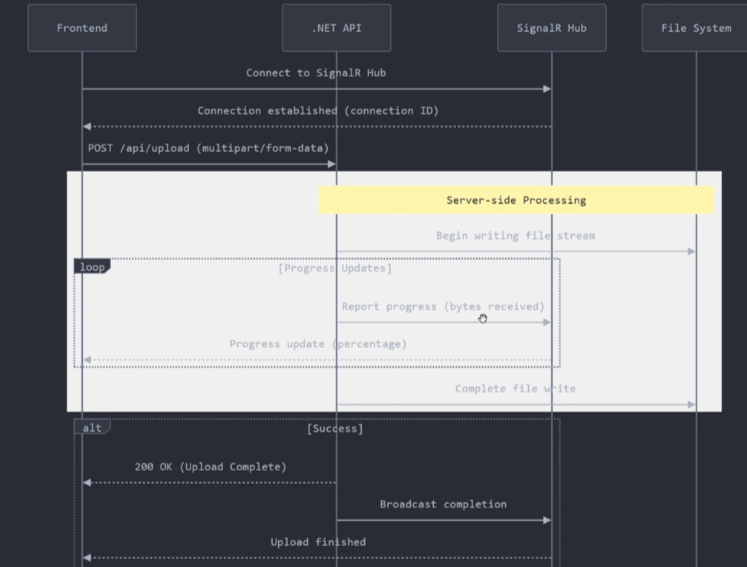 Frontend
.NET API
SignalR Hub
File System
Connect to SignalR Hub
Connection established (connection ID)
POST /api/upload (multipart/form-data)
Server-side Processing
Begin writing file stream
loop
[Progress Updates]
Report progress (bytes received)
Progress update (percentage)
Complete file write
alt
[Success]
200 OK (Upload Complete)
Broadcast completion
Upload finished